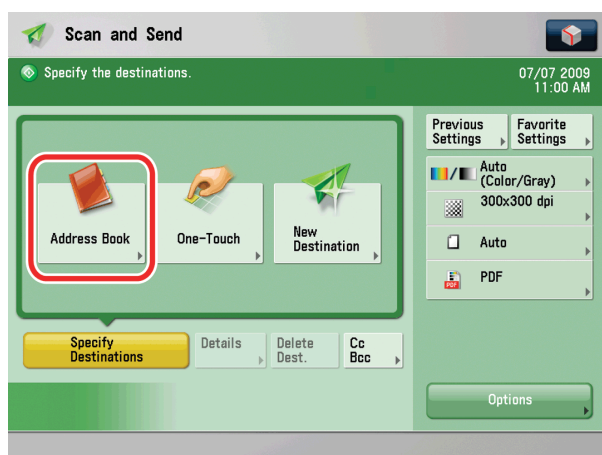 Scan and Send
Specify the destinations.
07/07 2009
11:00 AM
Address Book
One-Touch
New
Destination
Specify
Destinations
Details
Delete
Dest.
Cc
Bcc
Previous
Settings
Favorite
Settings
Auto
(Color/Gray)
300x300 dpi
Auto
PDF
PDF
Options